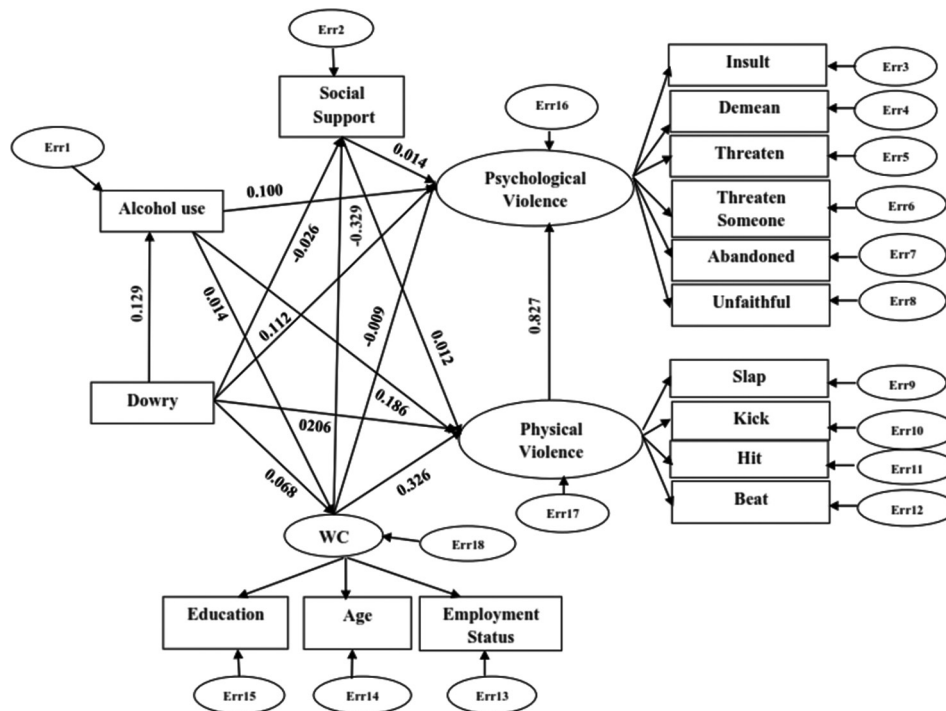 Err2
Insult
Err3
Social
Support
Err16
Demean
Err4
Err1
0.014
Threaten
Err5
0.100
Psychological
Violence
Alcohol use
Threaten
Someone
Err6
-0.026
-0.329
Abandoned
Err7
0.129
0.014
0.112
-0.009
Unfaithful
Err8
0.827
0.012
Slap
Err9
Dowry
0.186
Kick
Err10
0206
Physical
Violence
Hit
Err11
0.068
0.326
Beat
Err12
Err17
WC
Err18
Education
Age
Employment
Status
Err15
Err14
Err13